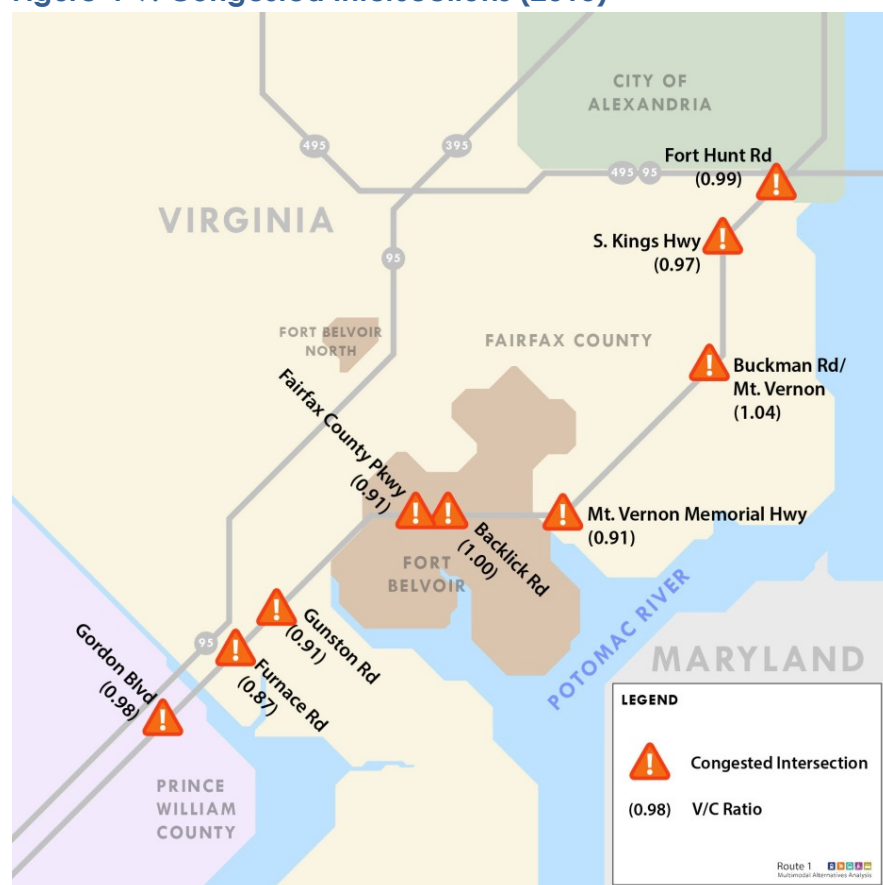 CITY OF
ALEXANDRIA
Fort Hunt Rd
(0.99)
495
395
495 95
VIRGINIA
S. Kings Hwy
(0.97)
95
FORT BELVOIR
NORTH
FAIRFAX COUNTY
Buckman Rd/
Mt. Vernon
(1.04)
Fairfax County Pkwy
(0.91)
Backlick Rd
(1.00)
Mt. Vernon Memorial Hwy
(0.91)
FORT
BELVOIR
Gunston Rd
(0.91)
POTOMAC RIVER
95
Furnace Rd
(0.87)
Gordon Blvd
(0.98)
MARYLAND
PRINCE
WILLIAM
COUNTY
LEGEND
Congested Intersection
(0.98) V/C Ratio
Route 1
Multimodal Alternatives Analysis